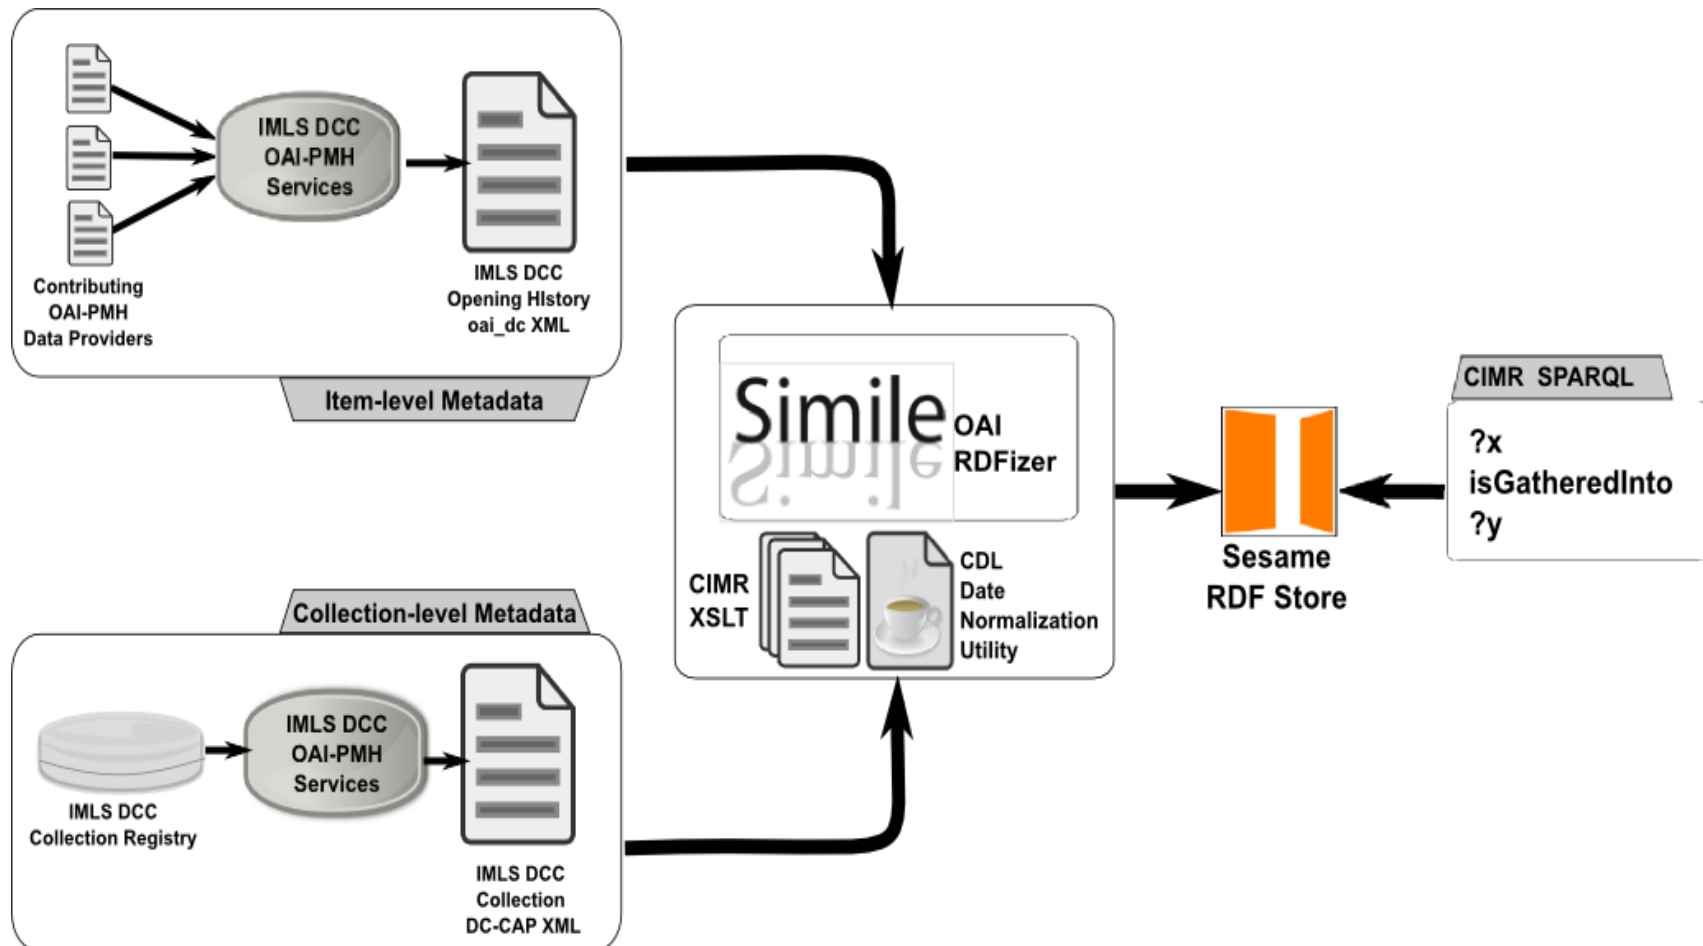 IMLS DCC
OAI-PMH
Services
Contributing
OAI-PMH
Data Providers
IMLS DCC
Opening HIstory
oai_dc XML
Item-level Metadata
Simile
Simile
OAI
RDFizer
CIMR
XSLT
CDL
Date
Normalization
Utility
Sesame
RDF Store
CIMR SPARQL
?x
isGatheredInto
?y
Collection-level Metadata
IMLS DCC
Collection Registry
IMLS DCC
OAI-PMH
Services
IMLS DCC
Collection
DC-CAP XML